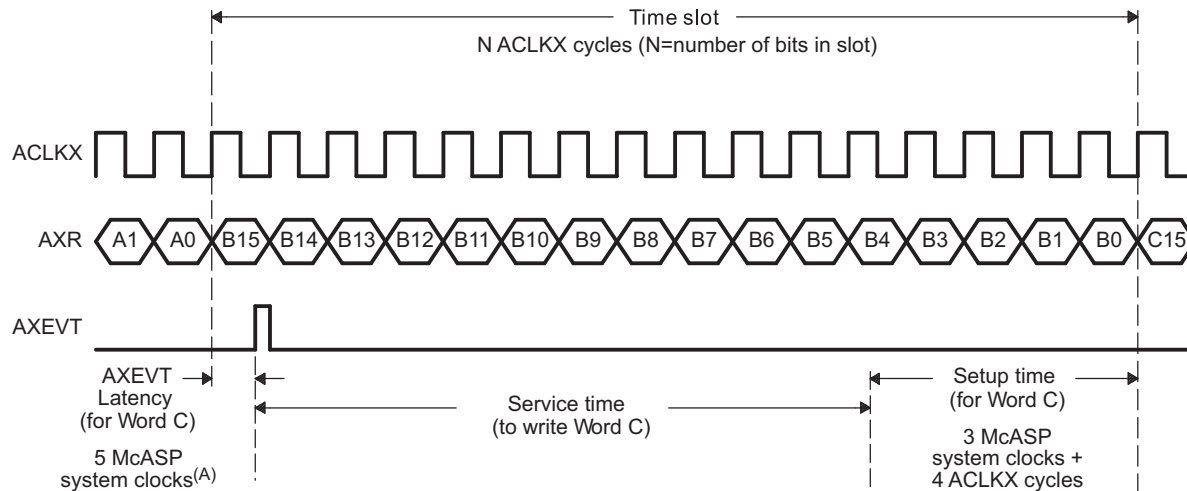 Time slot
N ACLKX cycles (N=number of bits in slot)
ACLKX
AXR
A1 A0 B15 B14 B13 B12 B11 B10 B9 B8 B7 B6 B5 B4 B3 B2 B1 B0 C15
AXEVT
AXEVT
Latency
(for Word C)
5 McASP
system clocks(A)
Service time
(to write Word C)
Setup time
(for Word C)
3 McASP
system clocks +
4 ACLKX cycles